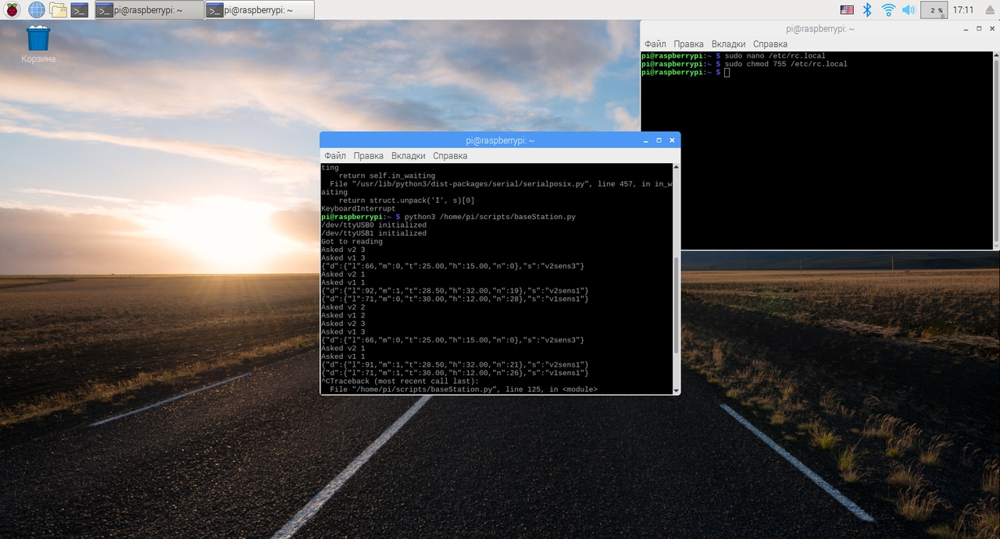 pi@raspberrypi: ~
pi@raspberrypi: ~
2 %
17:11
Корзина
pi@raspberrypi: ~
Файл Правка Вкладки Справка
pi@raspberrypi:~ $ sudo nano /etc/rc.local
pi@raspberrypi:~ $ sudo chmod 755 /etc/rc.local
pi@raspberrypi:~ $
pi@raspberrypi: ~
Файл Правка Вкладки Справка
ting
    return self.in_waiting
  File "/usr/lib/python3/dist-packages/serial/serialposix.py", line 457, in in_w
aiting
    return struct.unpack('I', s)[0]
KeyboardInterrupt
pi@raspberrypi:~ $ python3 /home/pi/scripts/baseStation.py
/dev/ttyUSB0 initialized
/dev/ttyUSB1 initialized
Got to reading
Asked v2 3
Asked v1 3
{"d":{"l":66,"m":0,"t":25.00,"h":15.00,"n":0},"s":"v2sens3"}
Asked v2 1
Asked v1 1
{"d":{"l":92,"m":1,"t":28.50,"h":32.00,"n":19},"s":"v2sens1"}
{"d":{"l":71,"m":0,"t":30.00,"h":12.00,"n":28},"s":"v1sens1"}
Asked v2 2
Asked v1 2
Asked v2 3
Asked v1 3
{"d":{"l":66,"m":0,"t":25.00,"h":15.00,"n":0},"s":"v2sens3"}
Asked v2 1
Asked v1 1
{"d":{"l":91,"m":1,"t":28.50,"h":32.00,"n":21},"s":"v2sens1"}
{"d":{"l":71,"m":1,"t":30.00,"h":12.00,"n":26},"s":"v1sens1"}
^CTraceback (most recent call last):
  File "/home/pi/scripts/baseStation.py", line 125, in <module>